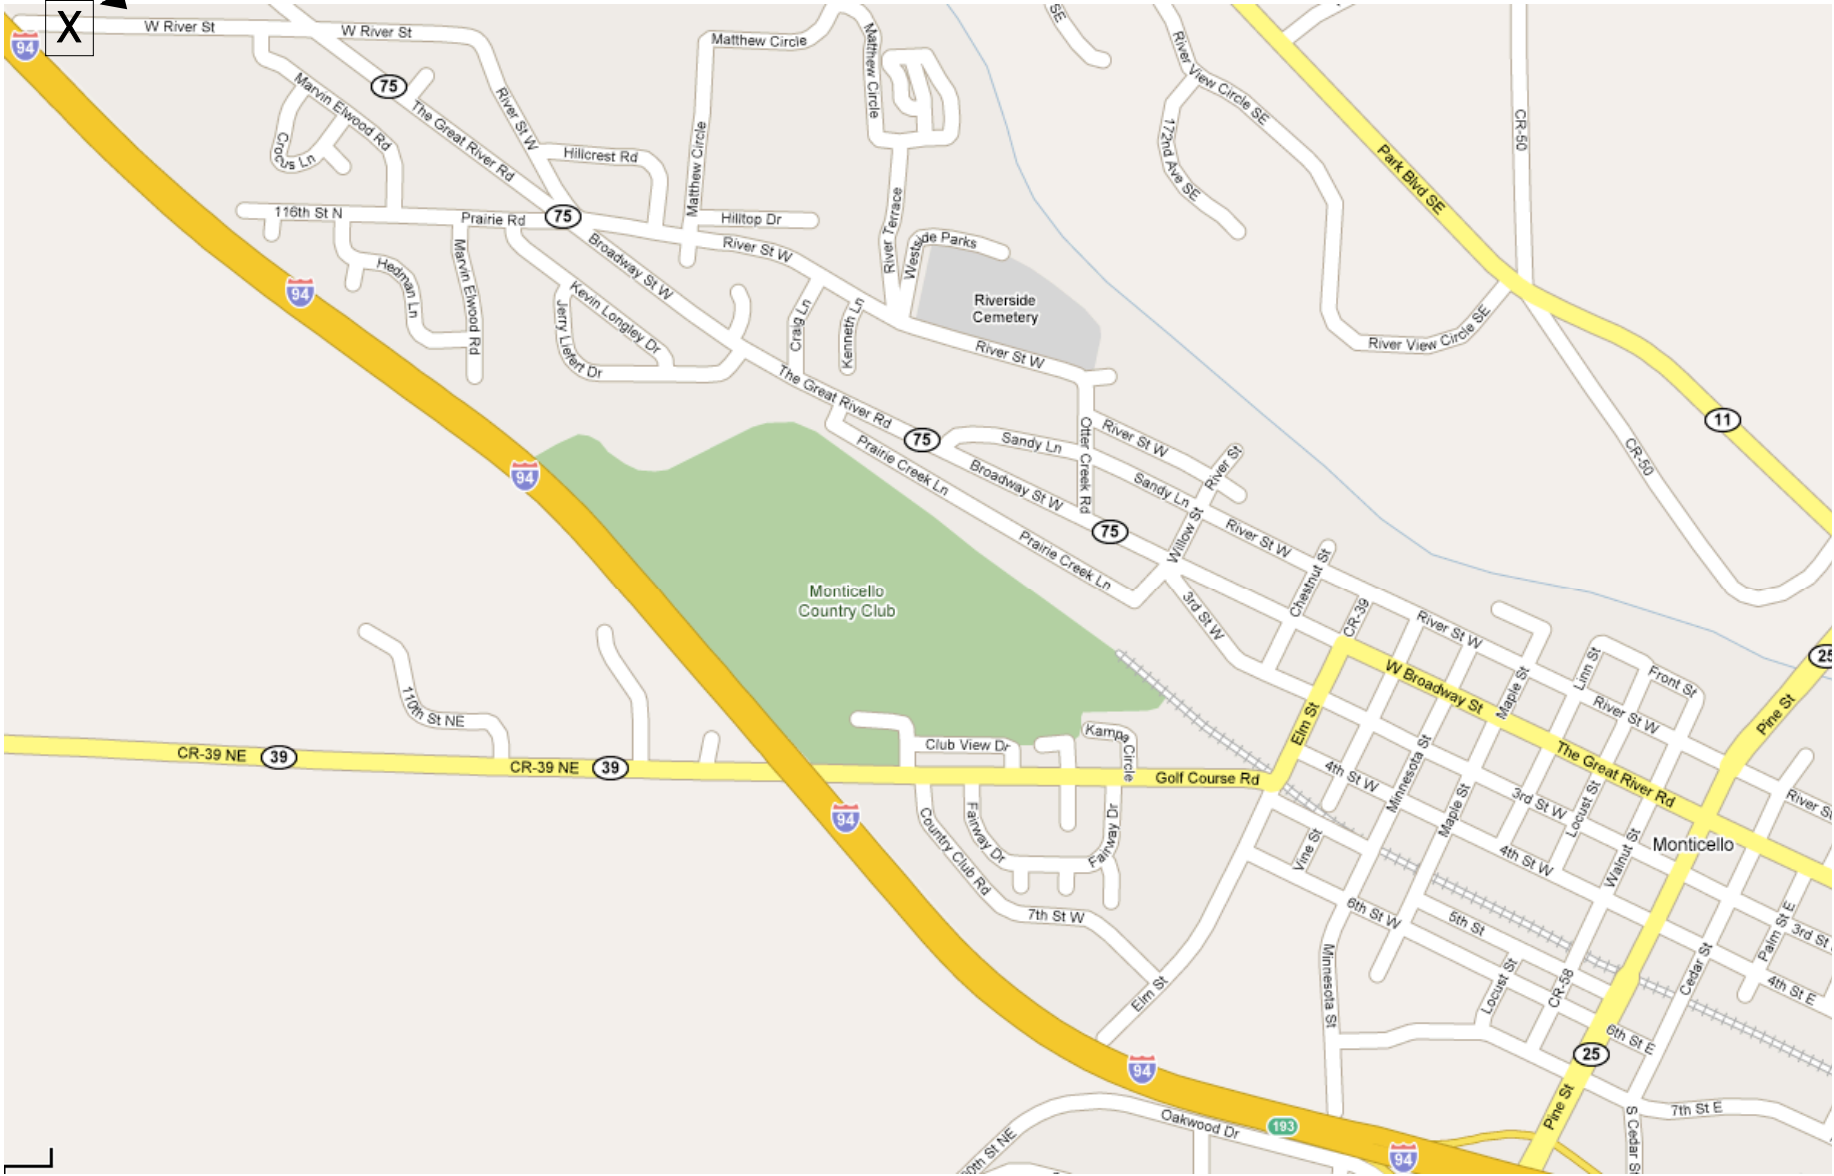 X
94
W River St
W River St
75
Marvin Elwood Rd
The Great River Rd
River St W
Crocus Ln
Hillcrest Rd
Matthew Circle
Matthew Circle
Matthew Circle
SE
River View Circle SE
172nd Ave SE
Park Blvd SE
CR-50
116th St N
Prairie Rd
75
Hilltop Dr
River St W
Broadway St W
River Terrace
Riverside
Cemetery
Hedman Ln
Marvin Elwood Rd
94
Kevin Longley Dr
Jerry Liefert Dr
Craig Ln
Kenneth Ln
River St W
River View Circle SE
11
CR-50
The Great River Rd
75
Sandy Ln
Otter Creek Rd
River St W
River St
Prairie Creek Ln
Broadway St W
Sandy Ln
94
75
Willow St
River St W
Prairie Creek Ln
Chestnut St
Monticello
Country Club
3rd St W
CR-39
River St W
25
W Broadway St
Maple St
Linn St
Front St
River St W
Pine St
110th St NE
Elm St
CR-39 NE
39
CR-39 NE
39
Club View Dr
Kampa Circle
Golf Course Rd
4th St W
Minnesota St
The Great River Rd
94
Fairway Dr
Fairway Dr
Country Club Rd
Vine St
Maple St
3rd St W
Locust St
River St
Monticello
4th St W
Walnut St
7th St W
6th St W
5th St
Palm St E
3rd St
Elm St
Minnesota St
Locust St
CR-58
Cedar St
4th St E
6th St E
25
94
Oakwood Dr
193
Pine St
7th St E
S Cedar St
94